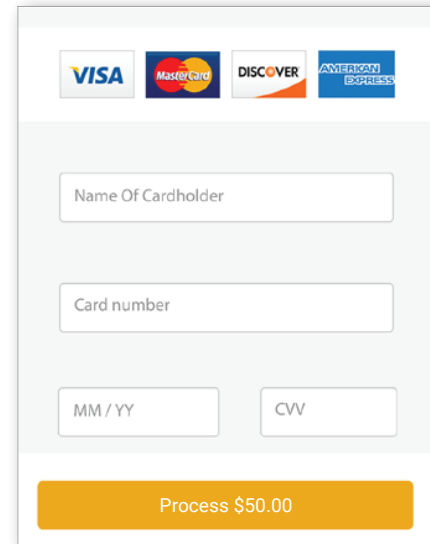 VISA MasterCard DISCOVER AMERICAN EXPRESS
Name Of Cardholder
Card number
MM / YY CVV
Process $50.00